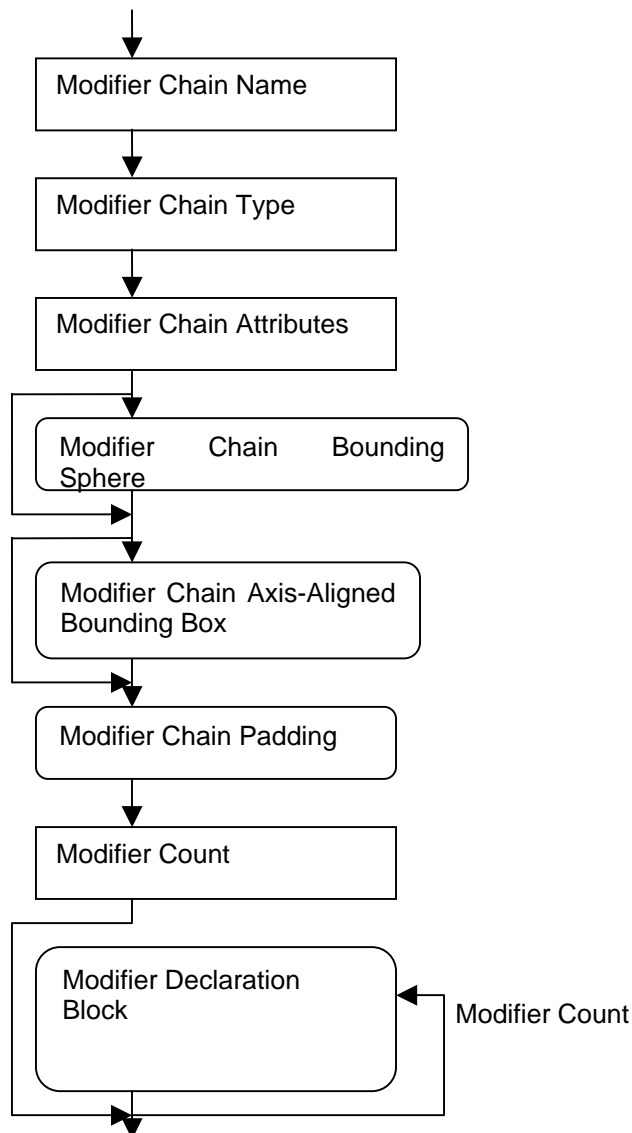 Modifier Chain Name
Modifier Chain Type
Modifier Chain Attributes
Modifier Chain Bounding
Sphere
Modifier Chain Axis-Aligned
Bounding Box
Modifier Chain Padding
Modifier Count
Modifier Declaration
Block
Modifier Count